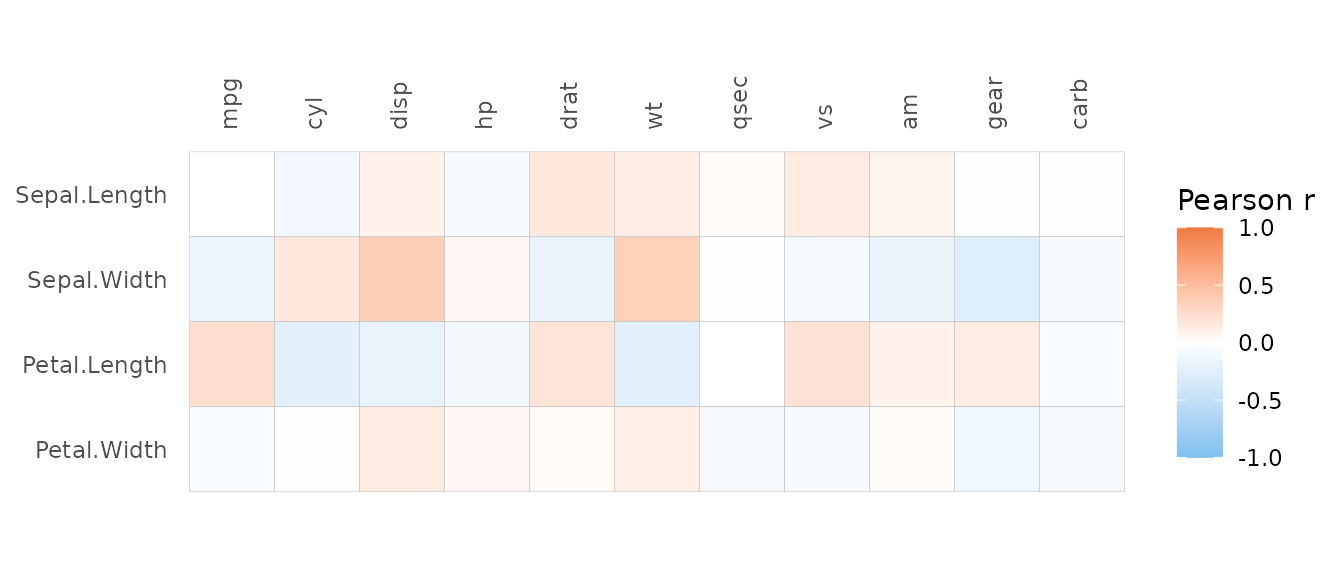 mpg
cyl
disp
hp
drat
wt
qsec
vs
am
gear
carb
Sepal.Length
Sepal.Width
Petal.Length
Petal.Width
Pearson r
1.0
0.5
0.0
-0.5
-1.0